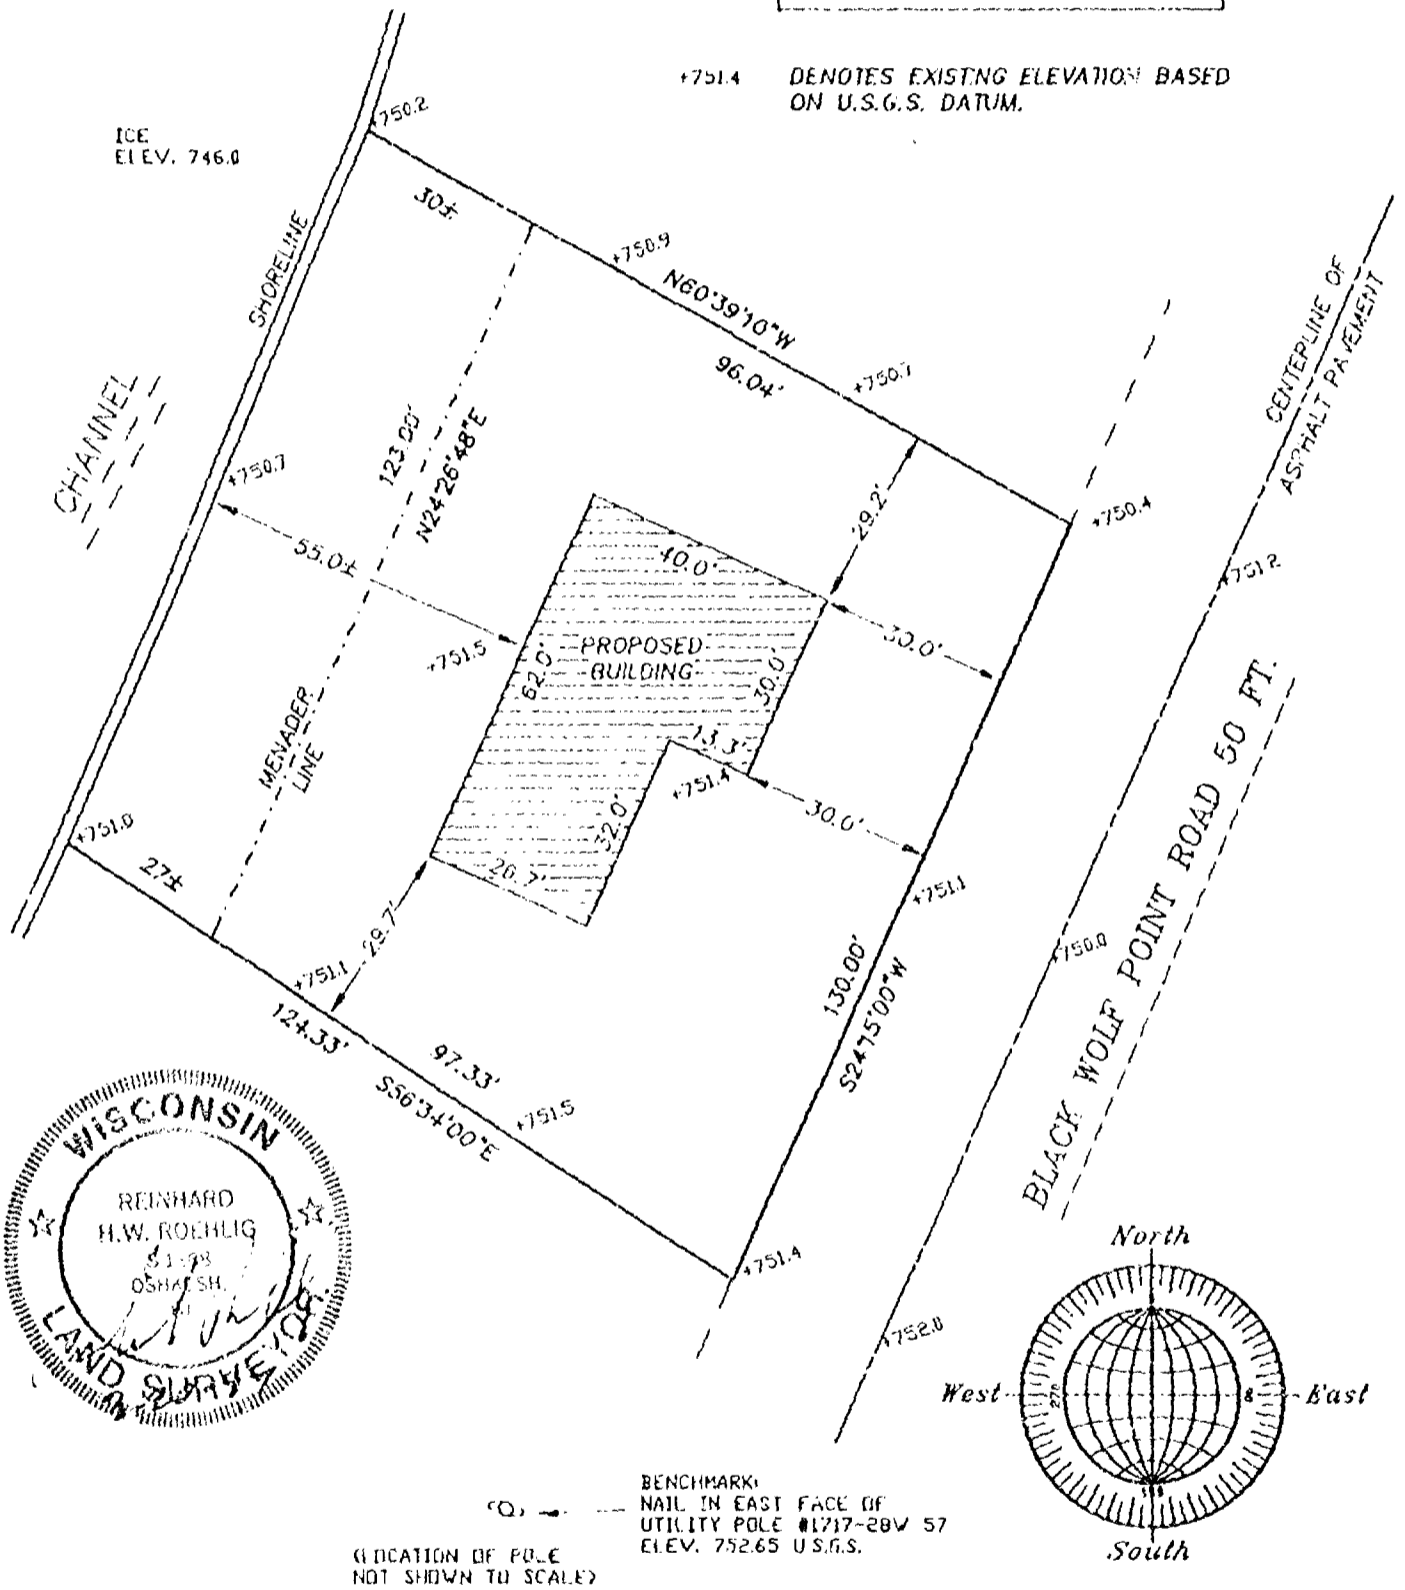 +751.4 DENOTES EXISTNG ELEVATION BASED
ON U.S.G.S. DATUM.
ICE
ELEV. 746.0
+750.2
30±
SHORELINE
+750.9
N60°39'10"W
96.04'
+750.7
CENTERLINE OF
ASPHALT PAVEMENT
CHANNEL
+750.7
123.00'
N24°26'48"E
55.0±
+750.4
29.2'
+751.2
40.0'
30.0'
PROPOSED
BUILDING
+751.5
62.0'
30.0'
13.3'
+751.4
30.0'
MENADER
LINE
32.0'
+751.0
27±
29.7'
+751.1
+751.1
130.00'
S24°15'00"W
+750.0
BLACK WOLF POINT ROAD 50 FT.
124.33'
97.33'
S56°34'00"E
+751.5
+751.4
+752.0
WISCONSIN
REINHARD
H.W. ROEHLIG
LAND SURVEYOR
North
West
270
East
South
BENCHMARK:
NAIL IN EAST FACE OF
UTILITY POLE #1717-28W 57
ELEV. 752.65 U.S.G.S.
(LOCATION OF POLE
NOT SHOWN TO SCALE)